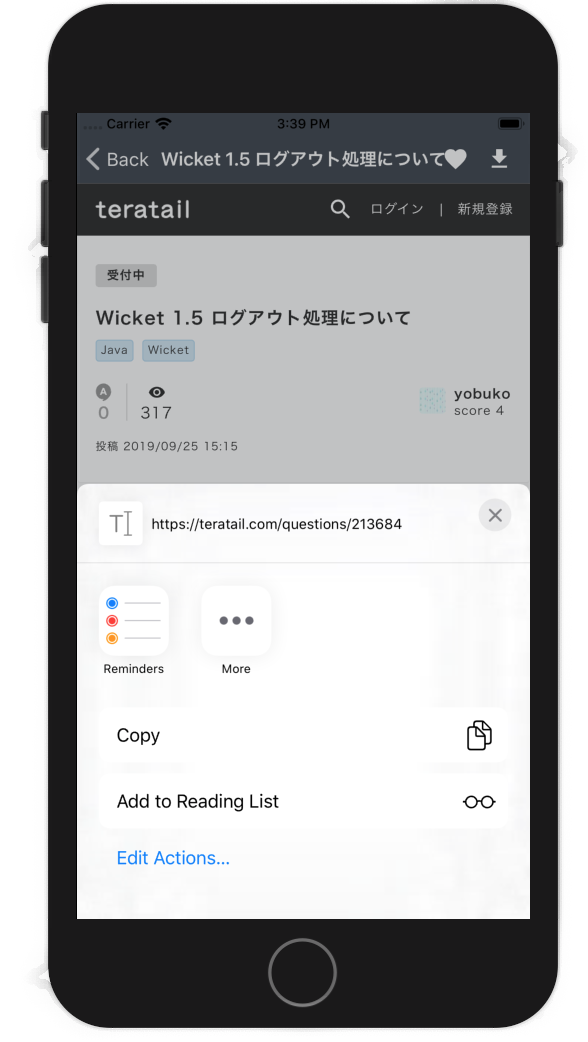 Carrier 3:39 PM
Back Wicket 1.5 ログアウト処理について
teratail ログイン | 新規登録
受付中
Wicket 1.5 ログアウト処理について
Java Wicket
A
0 317
yobuko
score 4
投稿 2019/09/25 15:15
T https://teratail.com/questions/213684
Reminders More
Copy
Add to Reading List
Edit Actions...